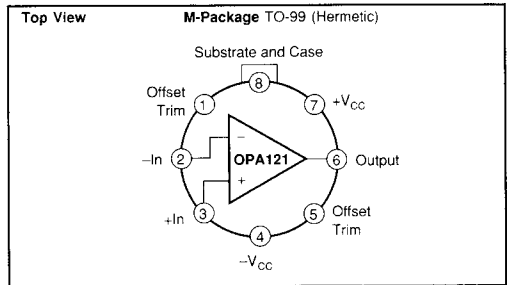 Top View
M-Package TO-99 (Hermetic)
Substrate and Case
8
Offset
Trim
1
7
+VCC
−In
2
−
OPA121
+
6
Output
+In
3
5
Offset
Trim
4
−VCC